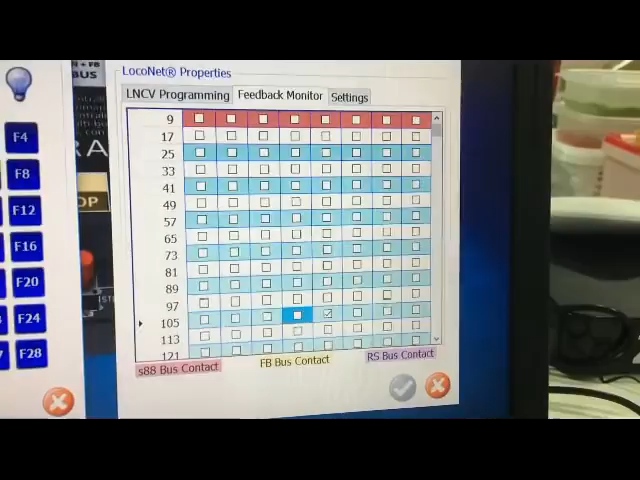 N + FB
BUS
LocoNet® Properties
LNCV Programming
Feedback Monitor
Settings
F4
F8
F12
F16
F20
F24
F28
OP
9
17
25
33
41
49
57
65
73
81
89
97
105
113
121
s88 Bus Contact
FB Bus Contact
RS Bus Contact